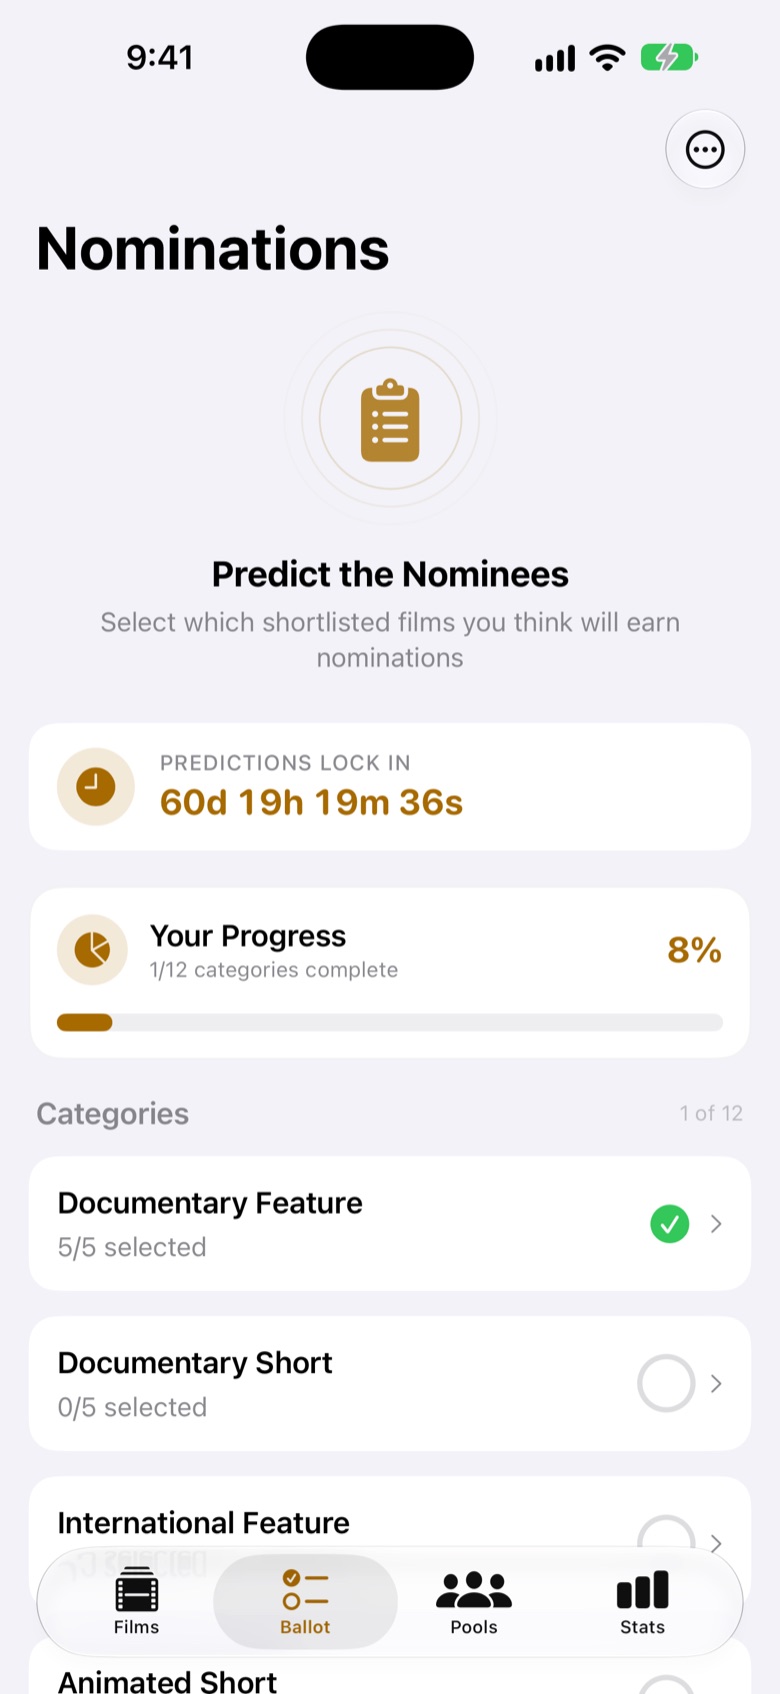 9:41
Nominations
Predict the Nominees
Select which shortlisted films you think will earn
nominations
PREDICTIONS LOCK IN
60d 19h 19m 36s
Your Progress
1/12 categories complete
8%
Categories
1 of 12
Documentary Feature
5/5 selected
Documentary Short
0/5 selected
International Feature
Films
Ballot
Pools
Stats
Animated Short